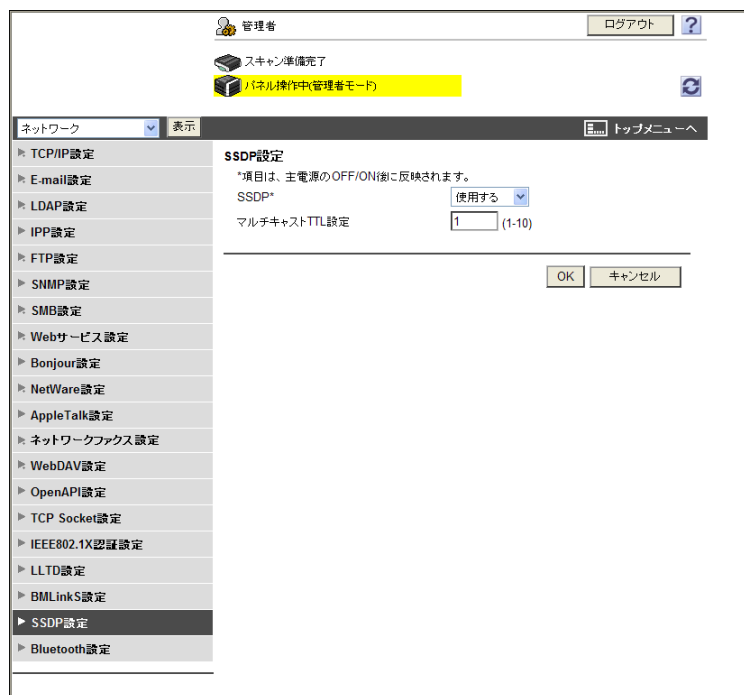 管理者
ログアウト
?
スキャン準備完了
パネル操作中(管理者モード)
ネットワーク
表示
トップメニューへ
TCP/IP設定
E-mail設定
LDAP設定
IPP設定
FTP設定
SNMP設定
SMB設定
Webサービス設定
Bonjour設定
NetWare設定
AppleTalk設定
ネットワークファクス設定
WebDAV設定
OpenAPI設定
TCP Socket設定
IEEE802.1X認証設定
LLTD設定
BMLinkS設定
SSDP設定
Bluetooth設定
SSDP設定
*項目は、主電源のOFF/ON後に反映されます。
SSDP* 使用する
マルチキャストTTL設定 1 (1-10)
OK キャンセル